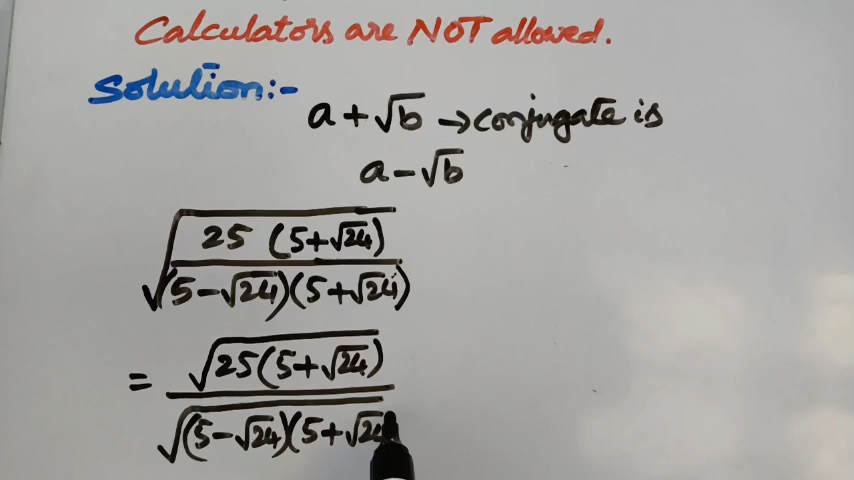 Calculators are NOT allowed.
Solution:-
a + √b → conjugate is
a - √b
√(25 (5+√24) / (5-√24)(5+√24))
= √(25(5+√24)) / √((5-√24)(5+√24